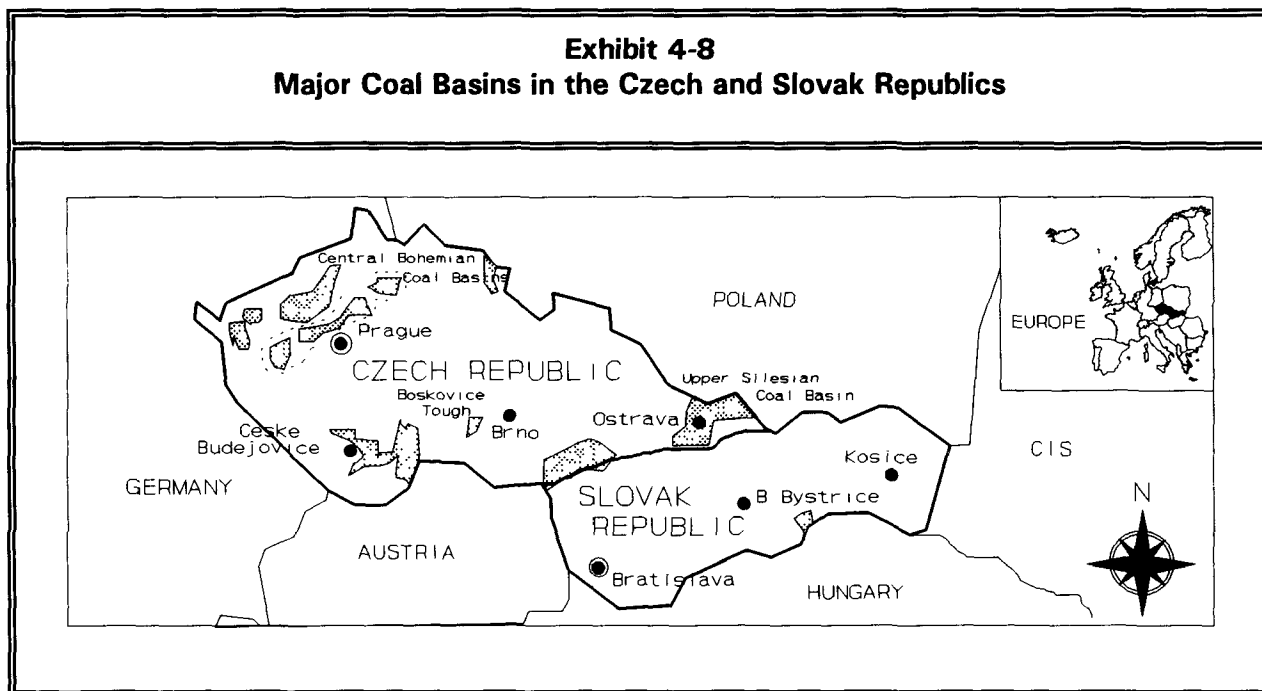 Exhibit 4-8
Major Coal Basins in the Czech and Slovak Republics
Central Bohemian
Coal Basins
POLAND
EUROPE
Prague
CZECH REPUBLIC
Upper Silesian
Coal Basin
Boskovice
Tough
Ostrava
Brno
Ceske
Budejovice
Kosice
CIS
GERMANY
SLOVAK
REPUBLIC
B Bystrice
N
AUSTRIA
Bratislava
HUNGARY